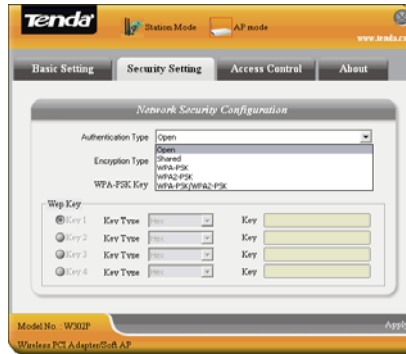 Tenda
Station Mode AP mode
www.tenda.cn
Basic Setting Security Setting Access Control About
Network Security Configuration
Authentication Type Open
Open
Encryption Type Shared
WPA-PSK
WPA2-PSK
WPA-PSK Key WPA-PSK/WPA2-PSK
Wep Key
Key 1 Key Type Hex Key
Key 2 Key Type Hex Key
Key 3 Key Type Hex Key
Key 4 Key Type Hex Key
Model No. : W302P Apply
Wireless PCI Adapter/Soft AP